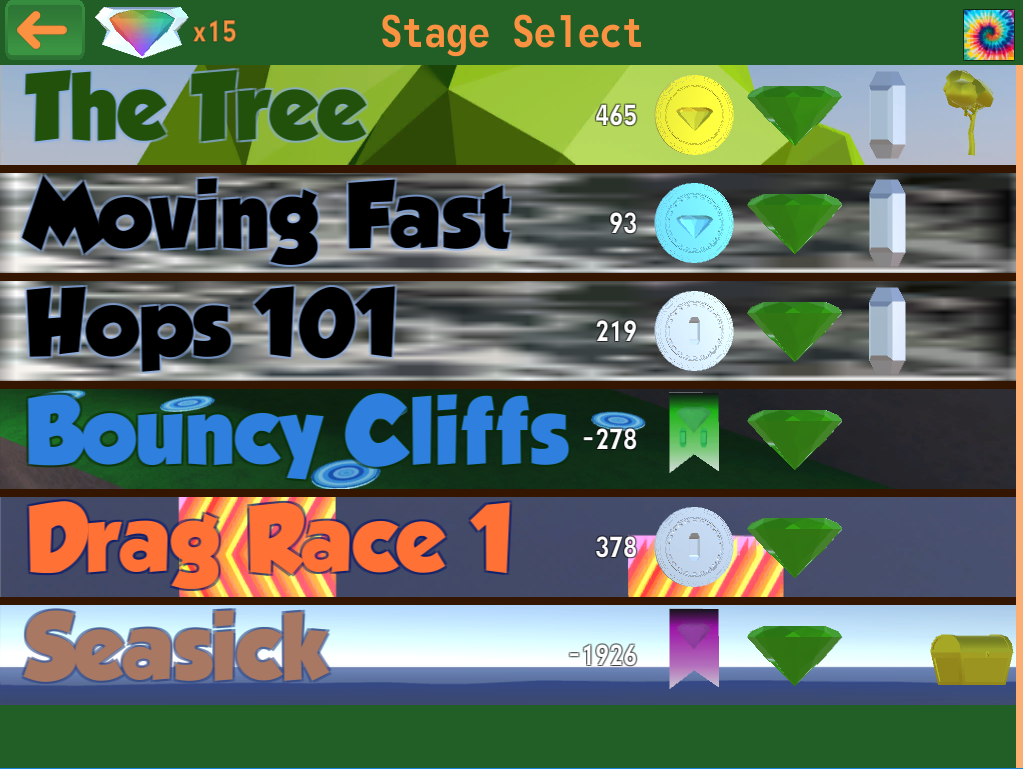 x15
Stage Select
The Tree
465
Moving Fast
93
Hops 101
219
Bouncy Cliffs
-278
Drag Race 1
378
Seasick
-1926